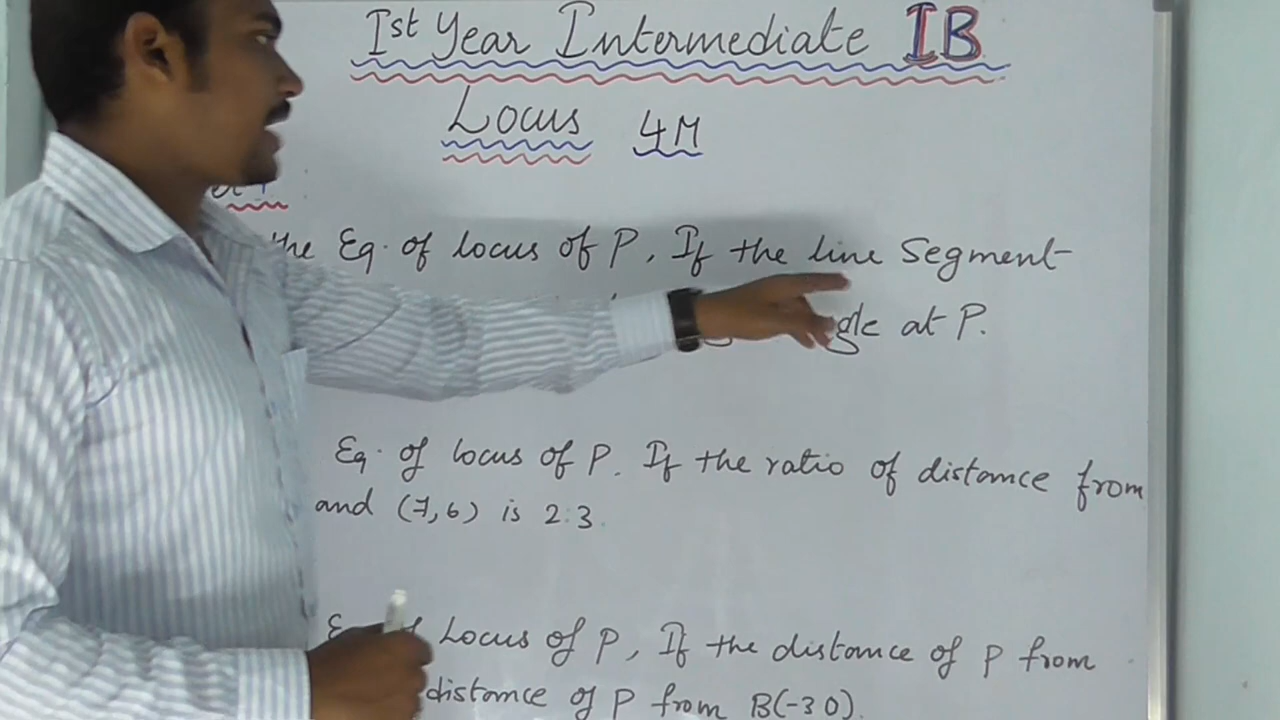 Ist Year Intermediate IB
Locus 4M
the Eq. of locus of P, If the line Segment
at P.
Eq. of locus of P. If the ratio of distance from
and (7,6) is 2:3.
Locus of P, If the distance of P from
distance of P from B(-3 0).